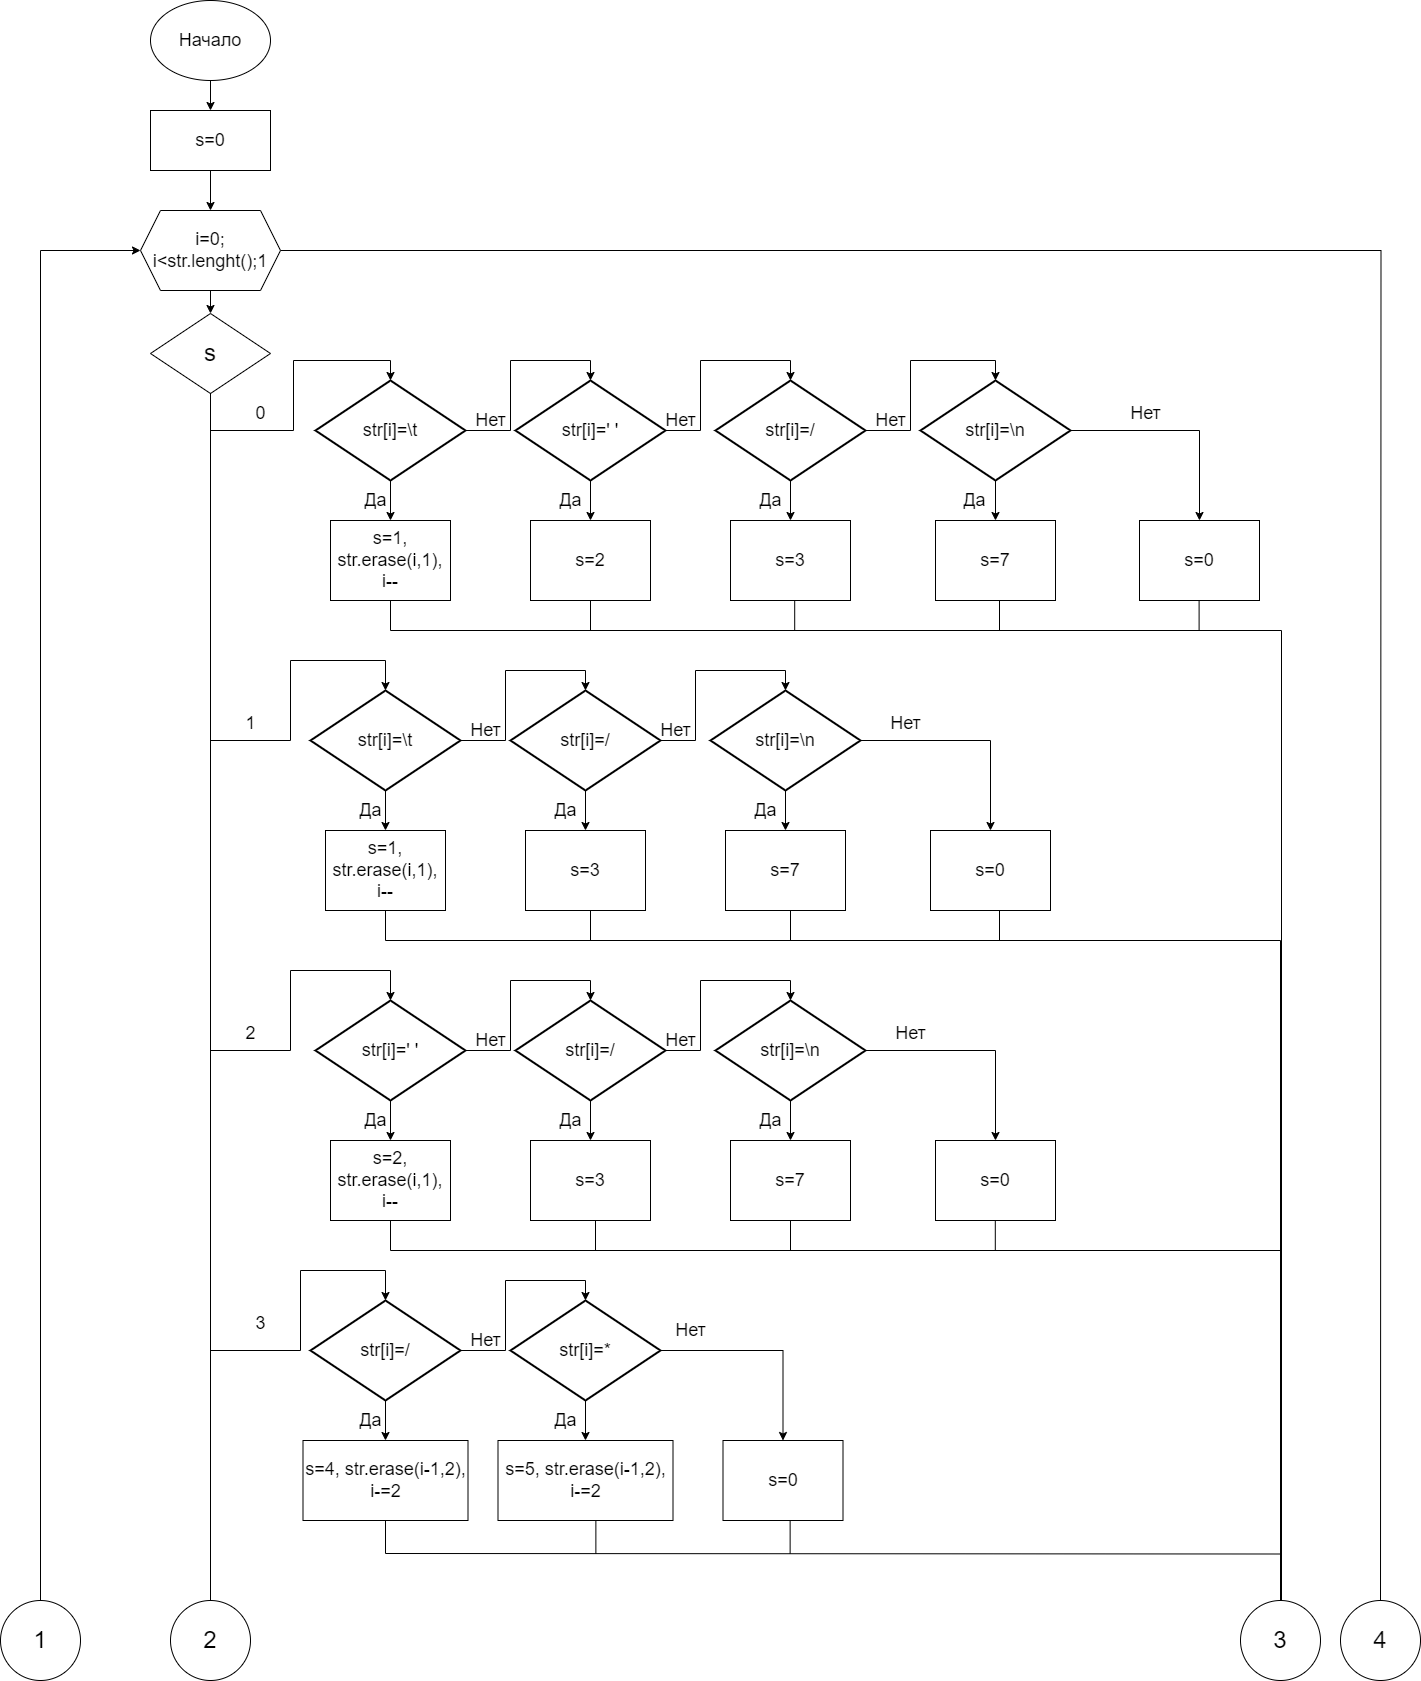 Начало
s=0
i=0;
i<str.lenght();1
s
0
str[i]=\t
Нет
str[i]=' '
Нет
str[i]=/
Нет
str[i]=\n
Нет
Да
Да
Да
Да
s=1,
str.erase(i,1),
i--
s=2
s=3
s=7
s=0
1
str[i]=\t
Нет
str[i]=/
Нет
str[i]=\n
Нет
Да
Да
Да
s=1,
str.erase(i,1),
i--
s=3
s=7
s=0
2
str[i]=' '
Нет
str[i]=/
Нет
str[i]=\n
Нет
Да
Да
Да
s=2,
str.erase(i,1),
i--
s=3
s=7
s=0
3
str[i]=/
Нет
str[i]=*
Нет
Да
Да
s=4, str.erase(i-1,2),
i-=2
s=5, str.erase(i-1,2),
i-=2
s=0
1
2
3
4